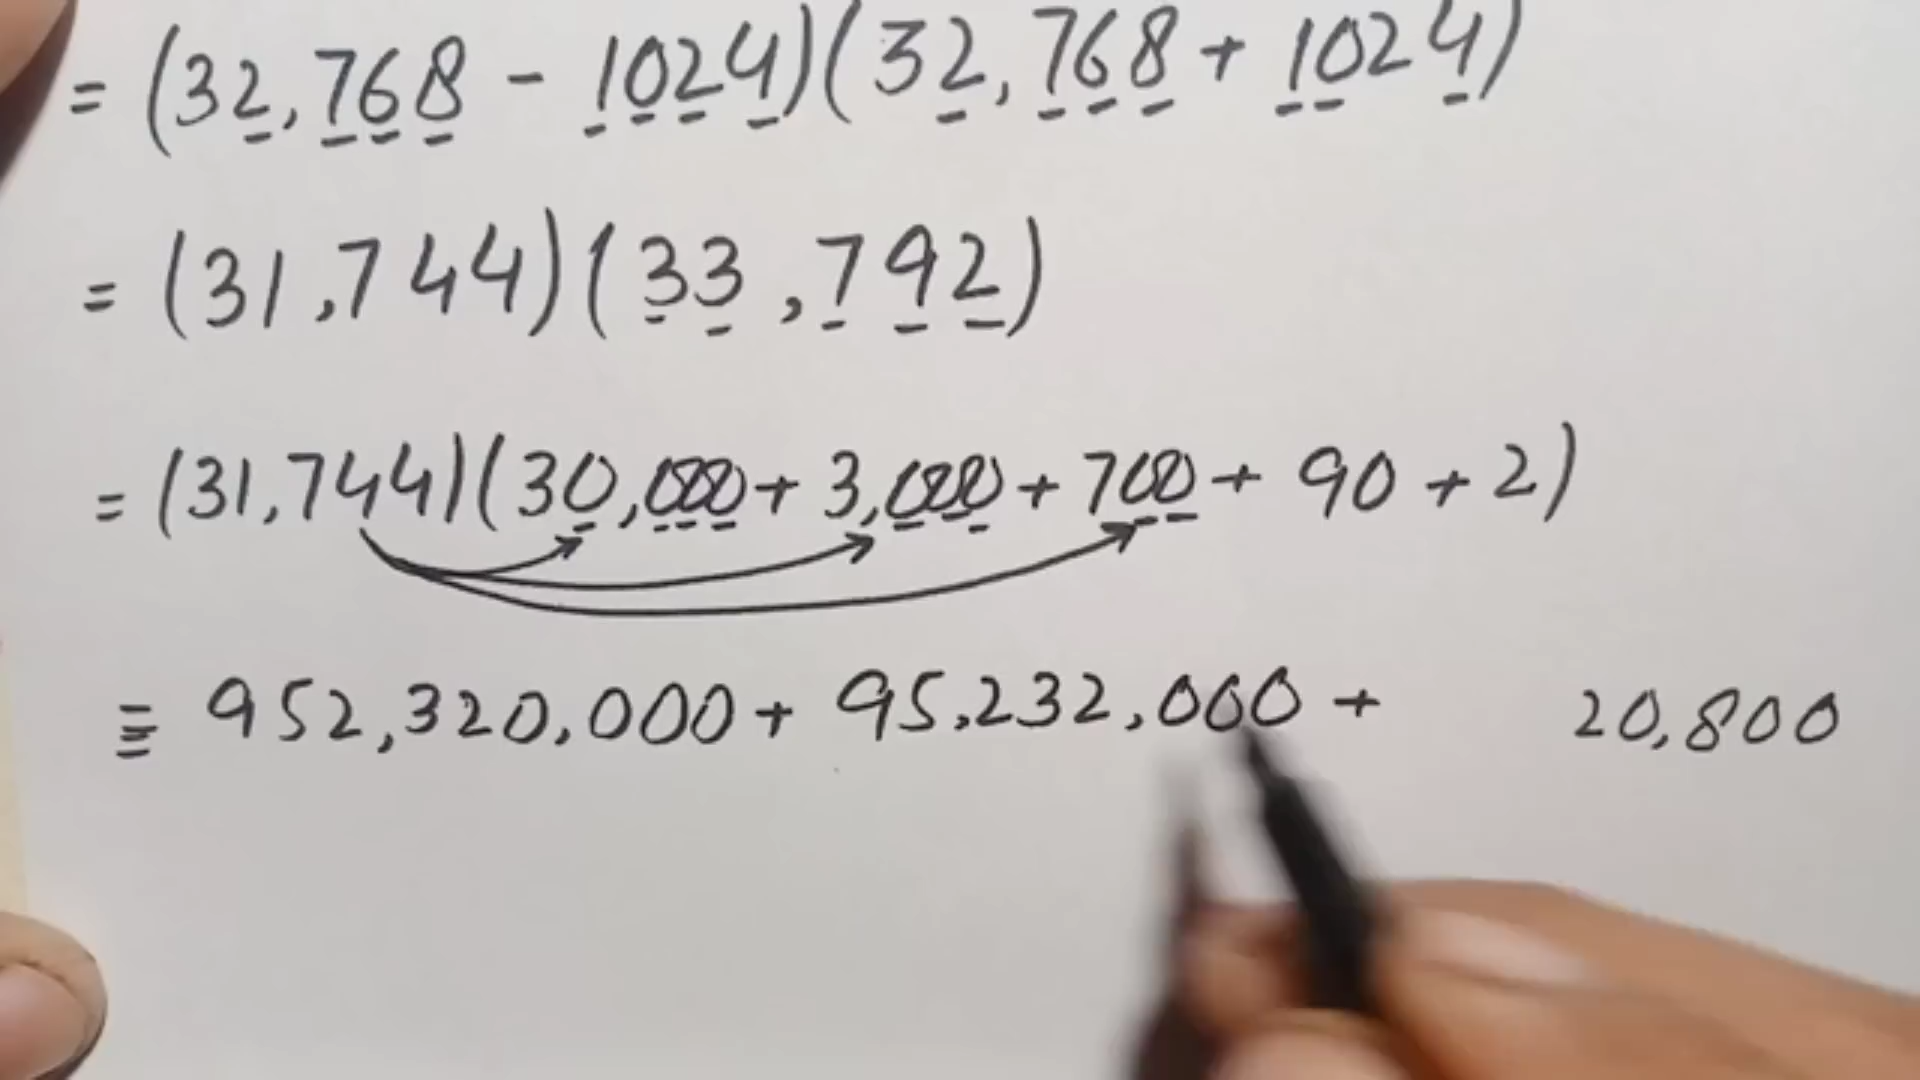 = (32,768 - 1024)(32,768 + 1024)
= (31,744)(33,792)
= (31,744)(30,000 + 3,000 + 700 + 90 + 2)
= 952,320,000 + 95,232,000 + 20,800